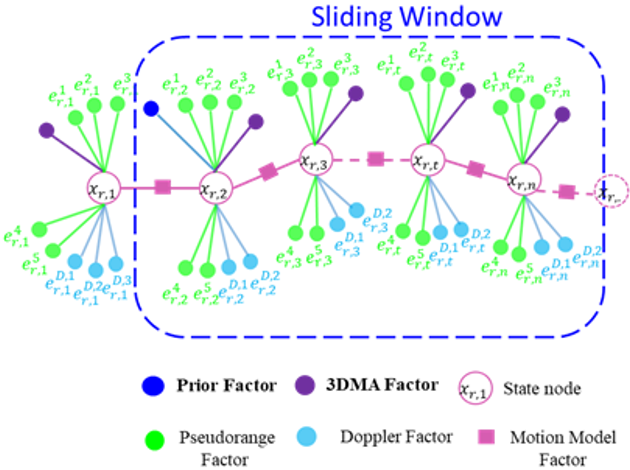 Sliding Window
e_{r,1}^{1} e_{r,1}^{2} e_{r,1}^{3} e_{r,2}^{1} e_{r,2}^{2} e_{r,2}^{3} e_{r,3}^{1} e_{r,3}^{2} e_{r,3}^{3} e_{r,t}^{1} e_{r,t}^{2} e_{r,t}^{3} e_{r,n}^{1} e_{r,n}^{2} e_{r,n}^{3}
x_{r,1} x_{r,2} x_{r,3} x_{r,t} x_{r,n}
e_{r,1}^{4} e_{r,1}^{5} e_{r,2}^{4} e_{r,2}^{5} e_{r,3}^{4} e_{r,3}^{5} e_{r,t}^{4} e_{r,t}^{5} e_{r,n}^{4} e_{r,n}^{5}
e_{r,1}^{D,1} e_{r,1}^{D,2} e_{r,1}^{D,3} e_{r,2}^{D,1} e_{r,2}^{D,2} e_{r,3}^{D,1} e_{r,3}^{D,2} e_{r,t}^{D,1} e_{r,t}^{D,2} e_{r,n}^{D,1} e_{r,n}^{D,2}
Prior Factor 3DMA Factor x_{r,1} State node
Pseudorange Doppler Factor Motion Model
Factor Factor